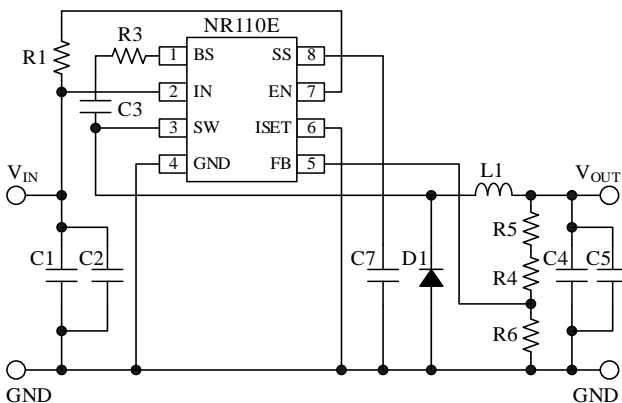 NR110E
R1
R3
1 BS SS 8
2 IN EN 7
C3
3 SW ISET 6
4 GND FB 5
VIN
L1
VOUT
R5
C1
C2
C7
D1
R4
C4
C5
R6
GND
GND